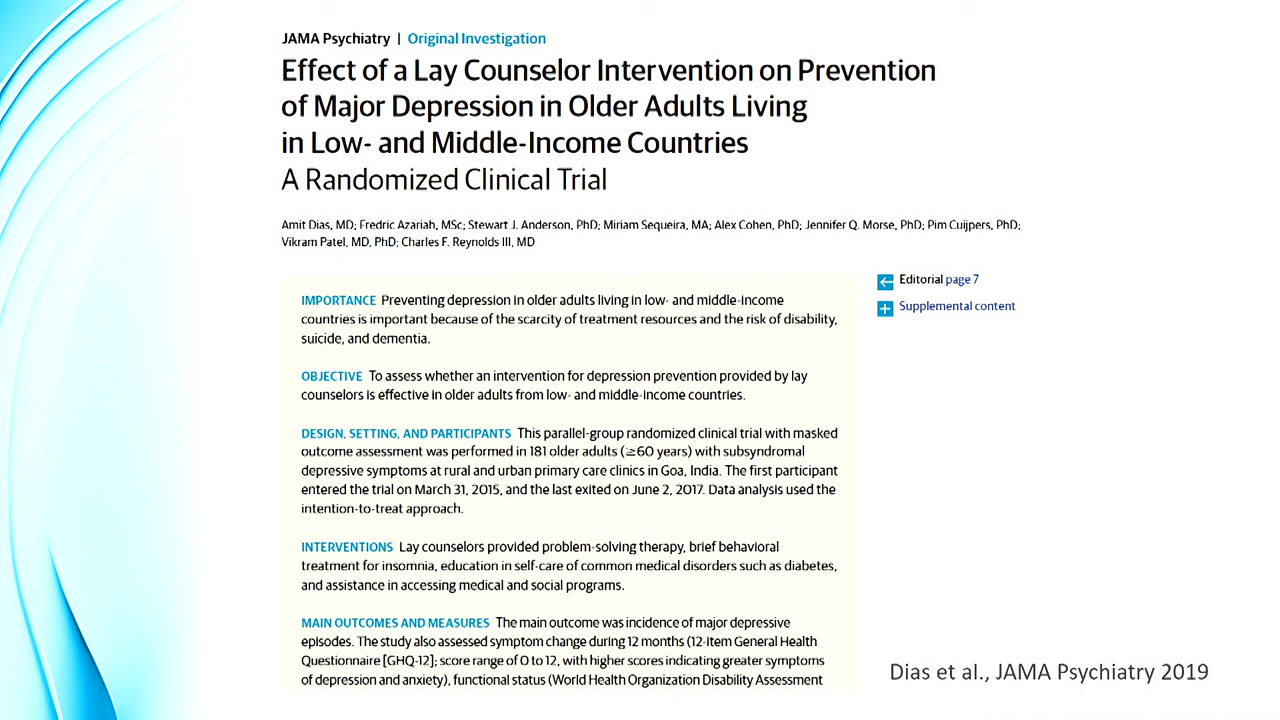 JAMA Psychiatry | Original Investigation
Effect of a Lay Counselor Intervention on Prevention
of Major Depression in Older Adults Living
in Low- and Middle-Income Countries
A Randomized Clinical Trial
Amit Dias, MD; Fredric Azariah, MSc; Stewart J. Anderson, PhD; Miriam Sequeira, MA; Alex Cohen, PhD; Jennifer Q. Morse, PhD; Pim Cuijpers, PhD;
Vikram Patel, MD, PhD; Charles F. Reynolds III, MD
Editorial page 7
Supplemental content
IMPORTANCE Preventing depression in older adults living in low- and middle-income
countries is important because of the scarcity of treatment resources and the risk of disability,
suicide, and dementia.
OBJECTIVE To assess whether an intervention for depression prevention provided by lay
counselors is effective in older adults from low- and middle-income countries.
DESIGN, SETTING, AND PARTICIPANTS This parallel-group randomized clinical trial with masked
outcome assessment was performed in 181 older adults (≥60 years) with subsyndromal
depressive symptoms at rural and urban primary care clinics in Goa, India. The first participant
entered the trial on March 31, 2015, and the last exited on June 2, 2017. Data analysis used the
intention-to-treat approach.
INTERVENTIONS Lay counselors provided problem-solving therapy, brief behavioral
treatment for insomnia, education in self-care of common medical disorders such as diabetes,
and assistance in accessing medical and social programs.
MAIN OUTCOMES AND MEASURES The main outcome was incidence of major depressive
episodes. The study also assessed symptom change during 12 months (12-item General Health
Questionnaire [GHQ-12]; score range of 0 to 12, with higher scores indicating greater symptoms
of depression and anxiety), functional status (World Health Organization Disability Assessment
Dias et al., JAMA Psychiatry 2019